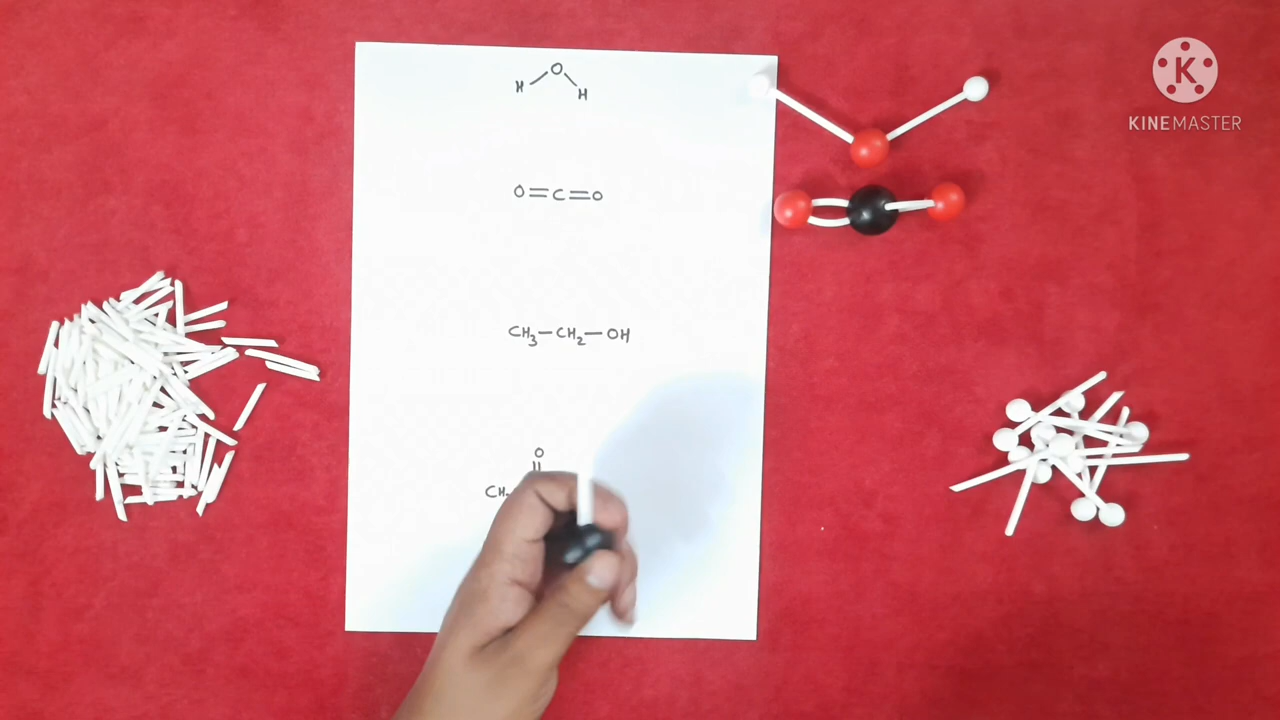 O
H H
O=C=O
CH₃-CH₂-OH
O
KINEMASTER